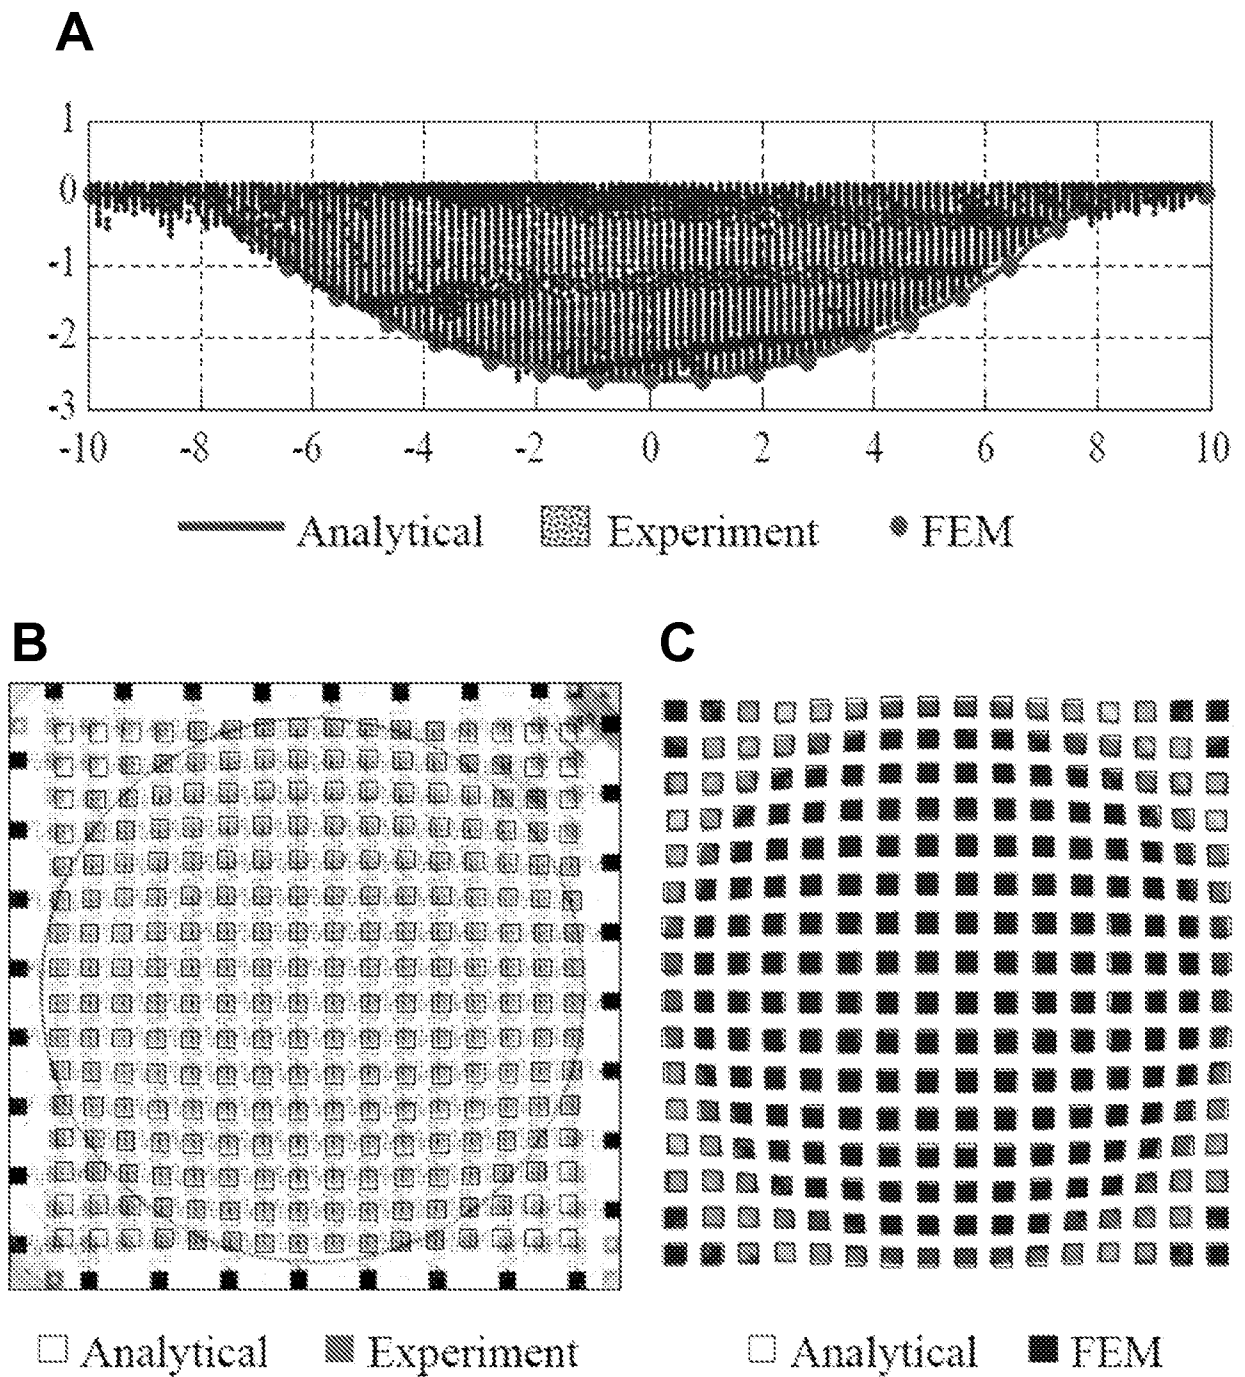 A
1
0
-1
-2
-3
-10 -8 -6 -4 -2 0 2 4 6 8 10
Analytical Experiment FEM
B
C
Analytical Experiment
Analytical FEM